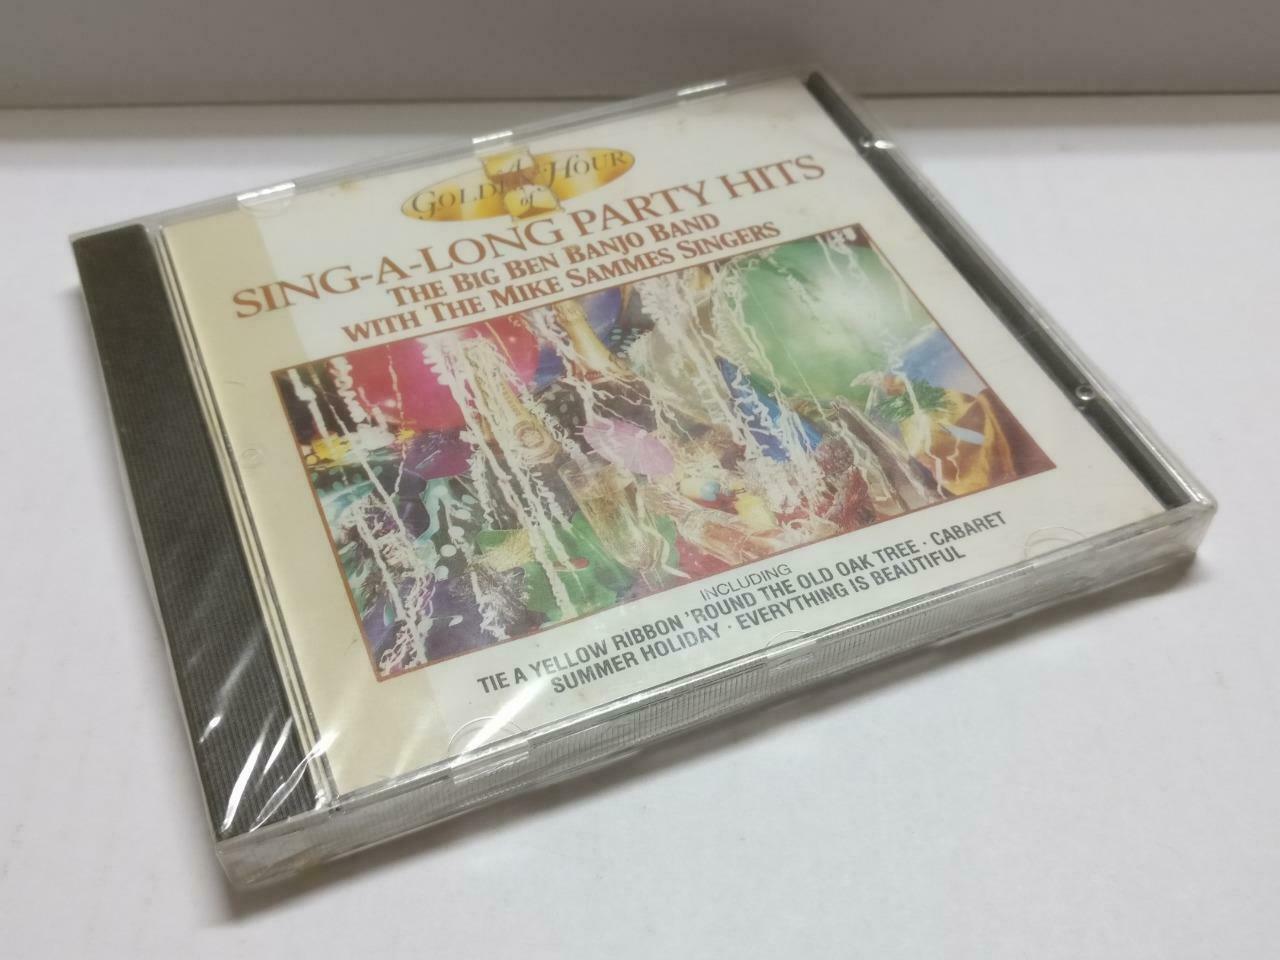 A
GOLDEN HOUR
of
SING-A-LONG PARTY HITS
THE BIG BEN BANJO BAND
WITH THE MIKE SAMMES SINGERS
INCLUDING
TIE A YELLOW RIBBON 'ROUND THE OLD OAK TREE · CABARET
SUMMER HOLIDAY · EVERYTHING IS BEAUTIFUL